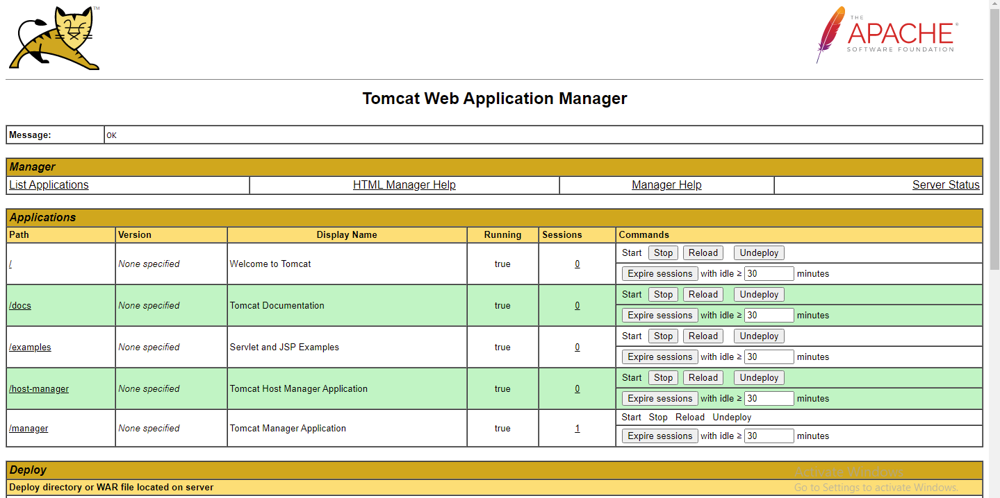 TM
THE
APACHE®
SOFTWARE FOUNDATION
Tomcat Web Application Manager
Message: OK
Manager
List Applications HTML Manager Help Manager Help Server Status
Applications
Path Version Display Name Running Sessions Commands
Start Stop Reload Undeploy
/ None specified Welcome to Tomcat true 0
Expire sessions with idle ≥ 30 minutes
Start Stop Reload Undeploy
/docs None specified Tomcat Documentation true 0
Expire sessions with idle ≥ 30 minutes
Start Stop Reload Undeploy
/examples None specified Servlet and JSP Examples true 0
Expire sessions with idle ≥ 30 minutes
Start Stop Reload Undeploy
/host-manager None specified Tomcat Host Manager Application true 0
Expire sessions with idle ≥ 30 minutes
Start Stop Reload Undeploy
/manager None specified Tomcat Manager Application true 1
Expire sessions with idle ≥ 30 minutes
Deploy
Deploy directory or WAR file located on server
Activate Windows
Go to Settings to activate Windows.